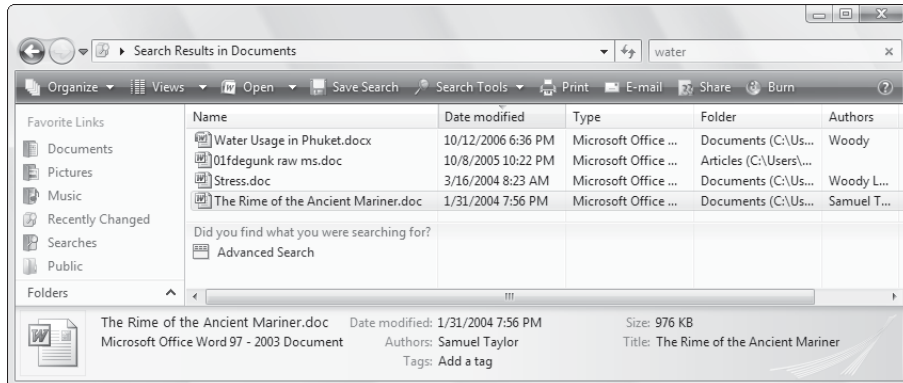 Search Results in Documents
water
Organize Views Open Save Search Search Tools Print E-mail Share Burn
Favorite Links
Documents
Pictures
Music
Recently Changed
Searches
Public
Folders
Name Date modified Type Folder Authors
Water Usage in Phuket.docx 10/12/2006 6:36 PM Microsoft Office ... Documents (C:\Us... Woody
01fdegunk raw ms.doc 10/8/2005 10:22 PM Microsoft Office ... Articles (C:\Users\...
Stress.doc 3/16/2004 8:23 AM Microsoft Office ... Documents (C:\Us... Woody L...
The Rime of the Ancient Mariner.doc 1/31/2004 7:56 PM Microsoft Office ... Documents (C:\Us... Samuel T...
Did you find what you were searching for?
Advanced Search
The Rime of the Ancient Mariner.doc Date modified: 1/31/2004 7:56 PM Size: 976 KB
Microsoft Office Word 97 - 2003 Document Authors: Samuel Taylor Title: The Rime of the Ancient Mariner
Tags: Add a tag